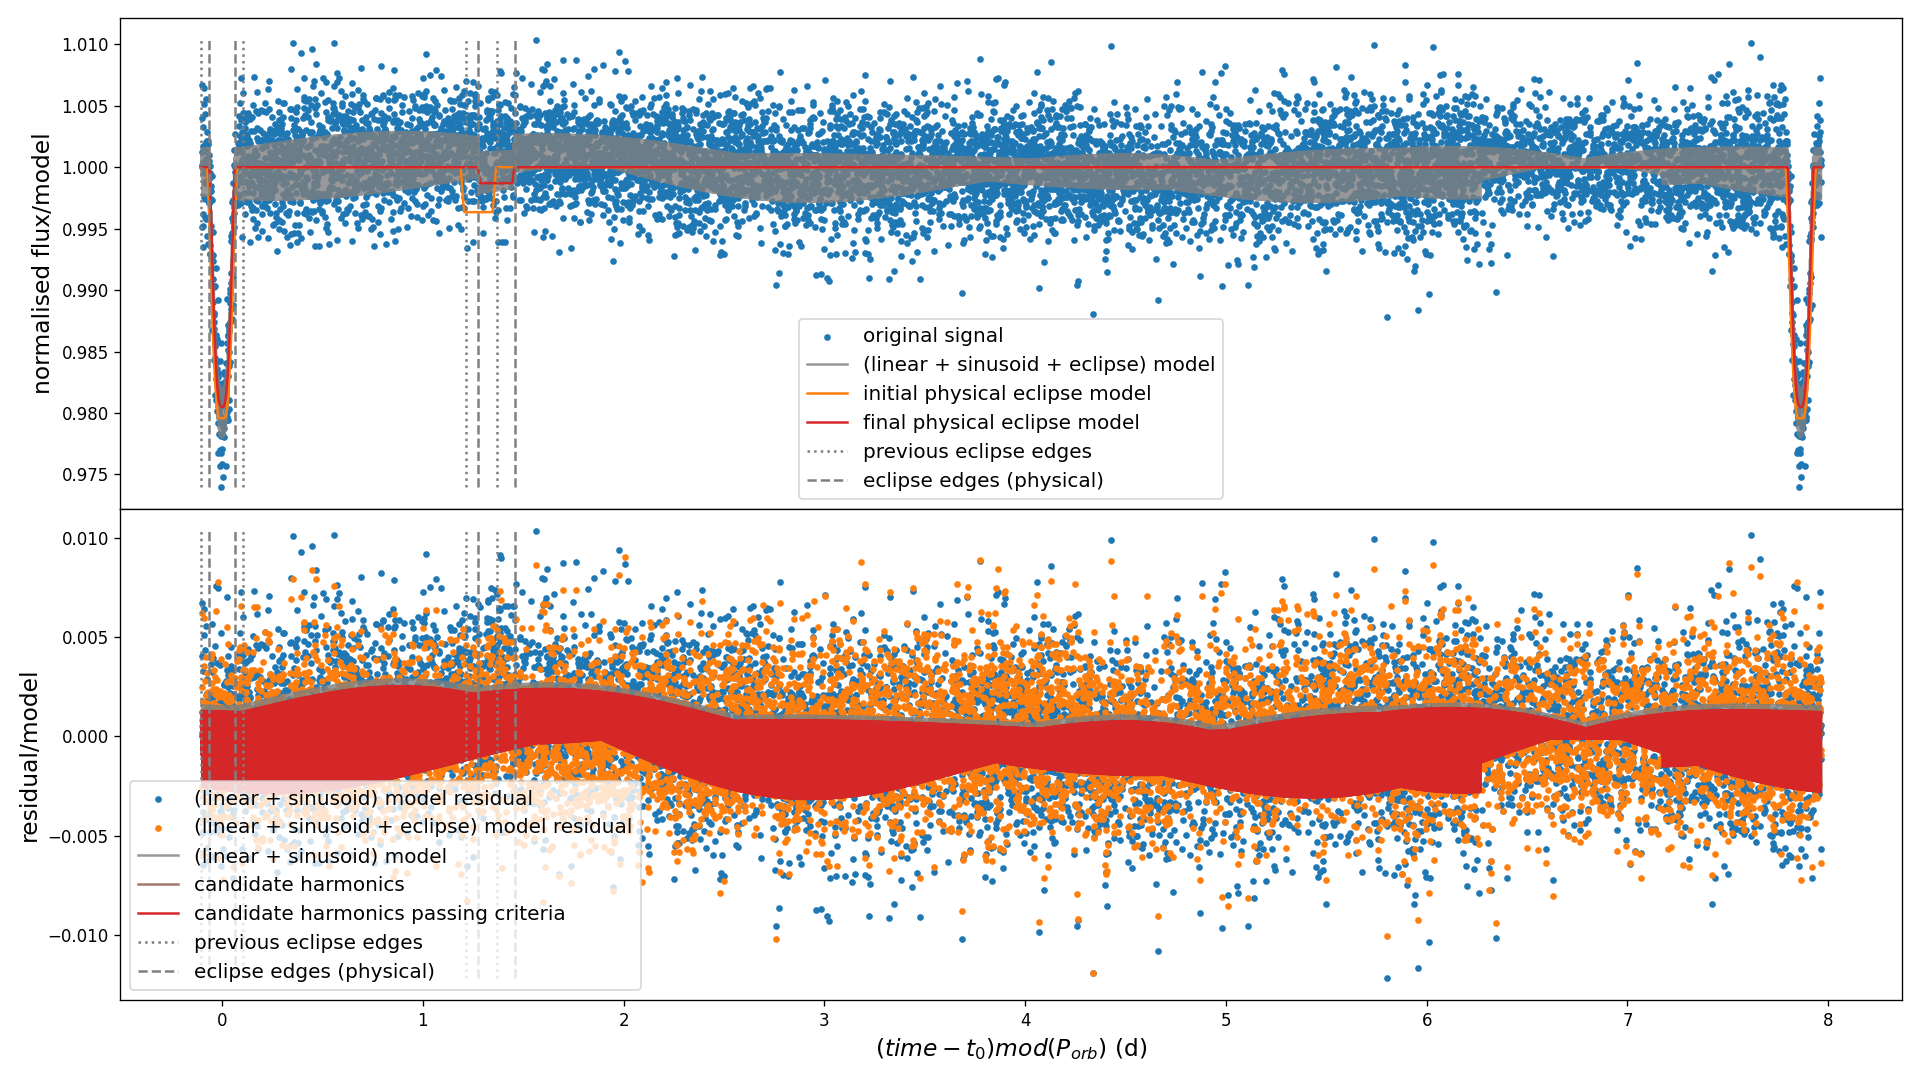 1.010
1.005
1.000
0.995
0.990
0.985
0.980
0.975
normalised flux/model
original signal
(linear + sinusoid + eclipse) model
initial physical eclipse model
final physical eclipse model
previous eclipse edges
eclipse edges (physical)
0.010
0.005
0.000
−0.005
−0.010
residual/model
(linear + sinusoid) model residual
(linear + sinusoid + eclipse) model residual
(linear + sinusoid) model
candidate harmonics
candidate harmonics passing criteria
previous eclipse edges
eclipse edges (physical)
0 1 2 3 4 5 6 7 8
(time − t₀)mod(P_orb) (d)